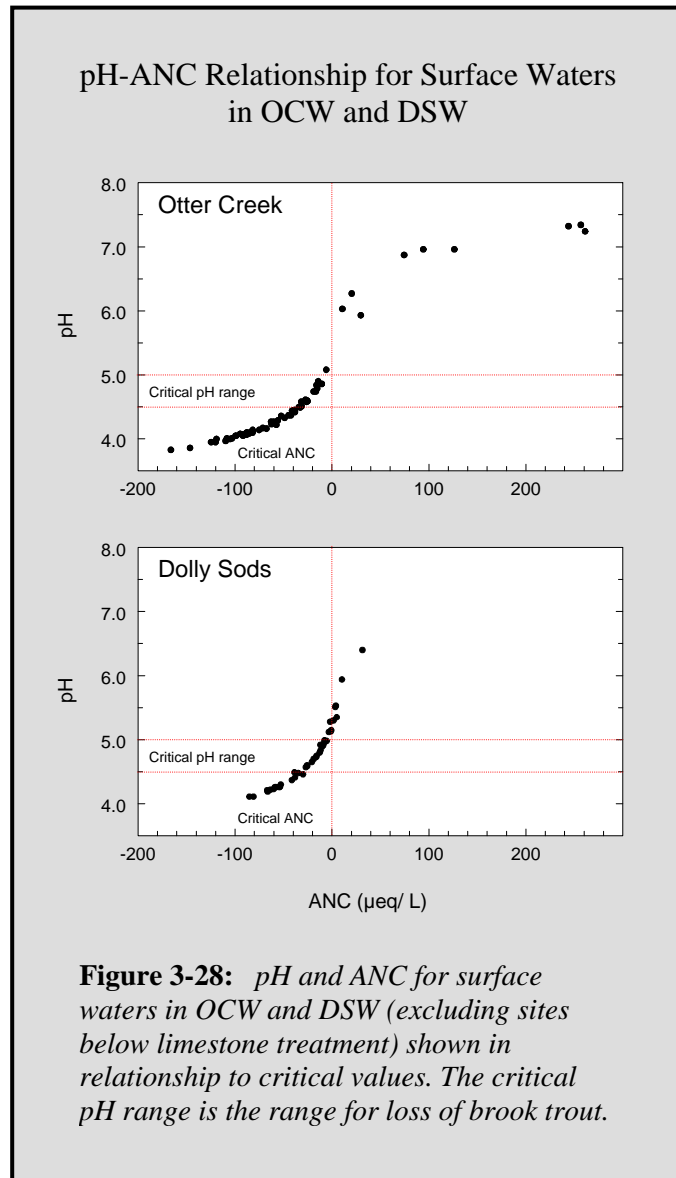 pH-ANC Relationship for Surface Waters
in OCW and DSW
8.0
Otter Creek
7.0
pH
6.0
5.0
Critical pH range
4.0
Critical ANC
-200 -100 0 100 200
8.0
Dolly Sods
7.0
pH
6.0
5.0
Critical pH range
4.0
Critical ANC
-200 -100 0 100 200
ANC (µeq/ L)
Figure 3-28: pH and ANC for surface
waters in OCW and DSW (excluding sites
below limestone treatment) shown in
relationship to critical values. The critical
pH range is the range for loss of brook trout.